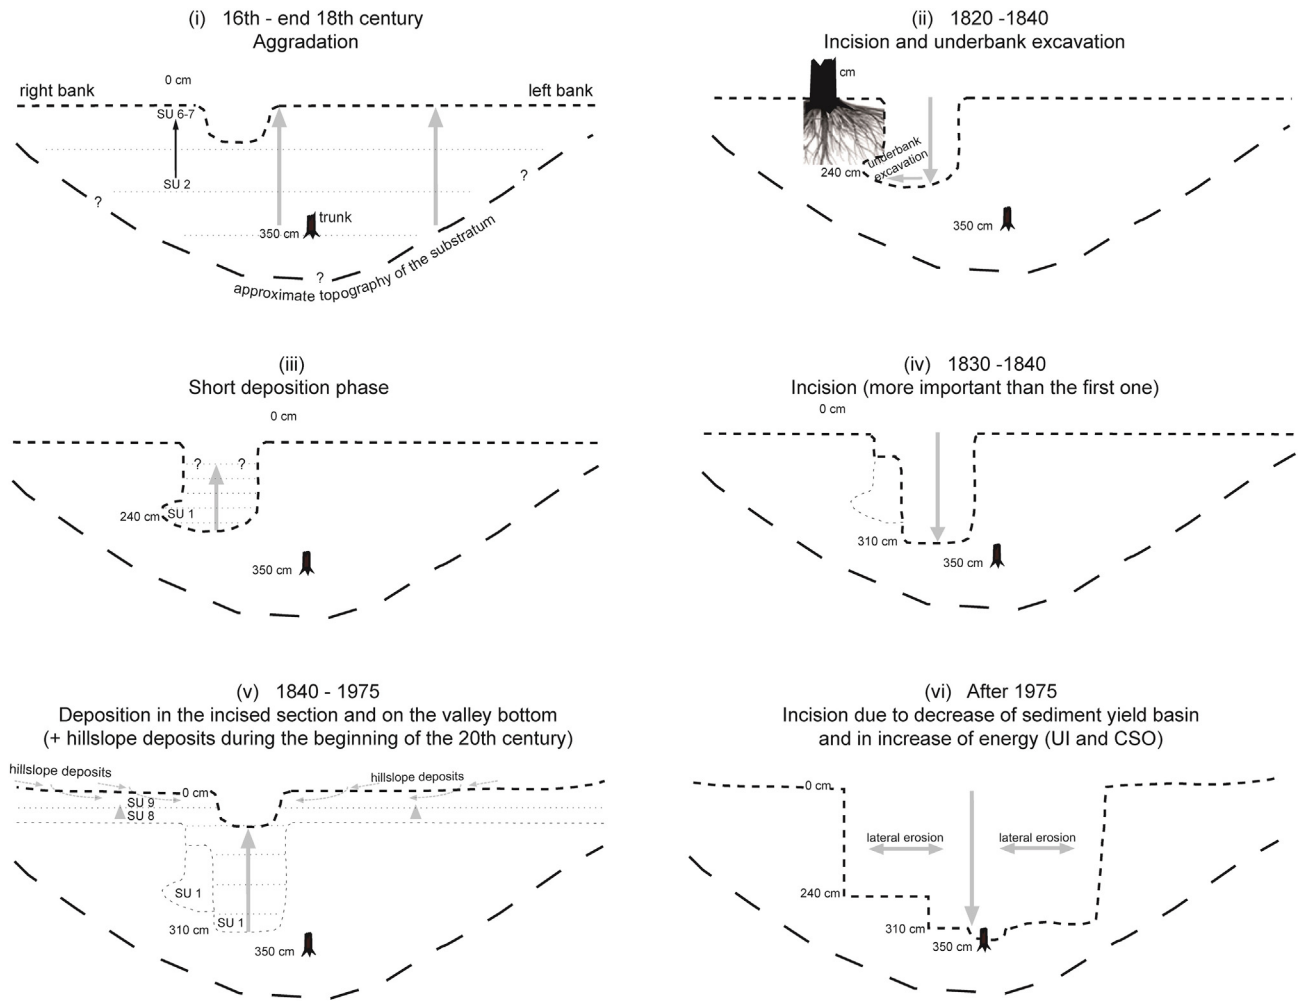 (i) 16th - end 18th century
Aggradation
0 cm
right bank
left bank
SU 6-7
SU 2
?
?
trunk
350 cm
?
approximate topography of the substratum
(ii) 1820 -1840
Incision and underbank excavation
cm
underbank
excavation
240 cm
350 cm
(iii)
Short deposition phase
0 cm
? ?
240 cm
SU 1
350 cm
(iv) 1830 -1840
Incision (more important than the first one)
0 cm
310 cm
350 cm
(v) 1840 - 1975
Deposition in the incised section and on the valley bottom
(+ hillslope deposits during the beginning of the 20th century)
hillslope deposits
hillslope deposits
0 cm
SU 9
SU 8
SU 1
SU 1
310 cm
350 cm
(vi) After 1975
Incision due to decrease of sediment yield basin
and in increase of energy (UI and CSO)
0 cm
lateral erosion
lateral erosion
240 cm
310 cm
350 cm